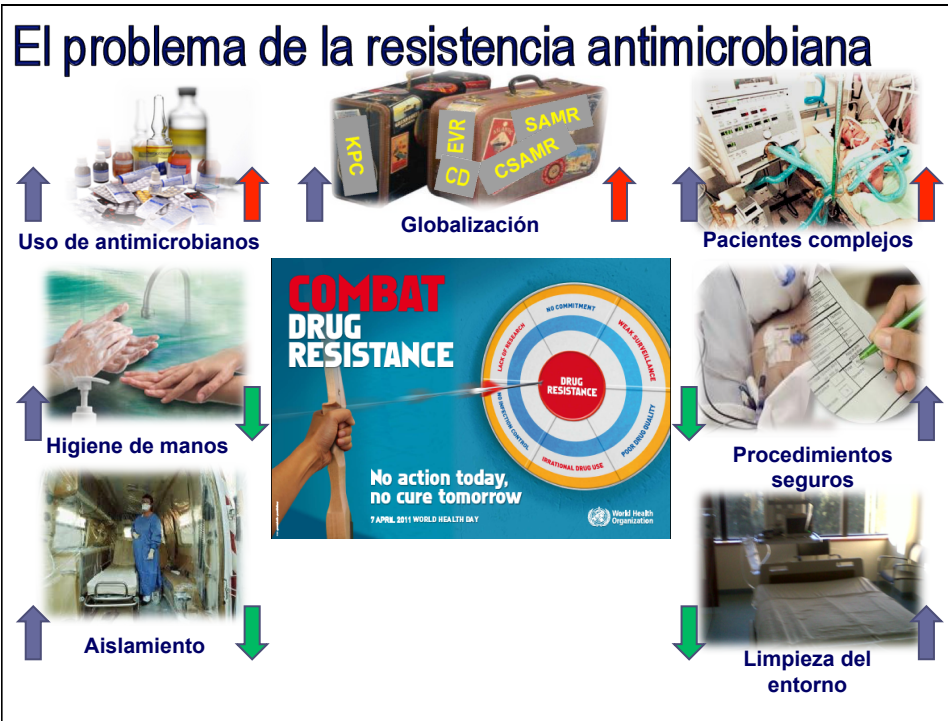 El problema de la resistencia antimicrobiana
KPC
EVR
CD
SAMR
CSAMR
Uso de antimicrobianos
Globalización
Pacientes complejos
COMBAT
DRUG
RESISTANCE
NO COMMITMENT
WEAK SURVEILLANCE
POOR DRUG QUALITY
IRRATIONAL DRUG USE
NO INFECTION CONTROL
LACK OF RESEARCH
DRUG
RESISTANCE
No action today,
no cure tomorrow
7 APRIL 2011 WORLD HEALTH DAY
World Health
Organization
Higiene de manos
Procedimientos
seguros
Aislamiento
Limpieza del
entorno